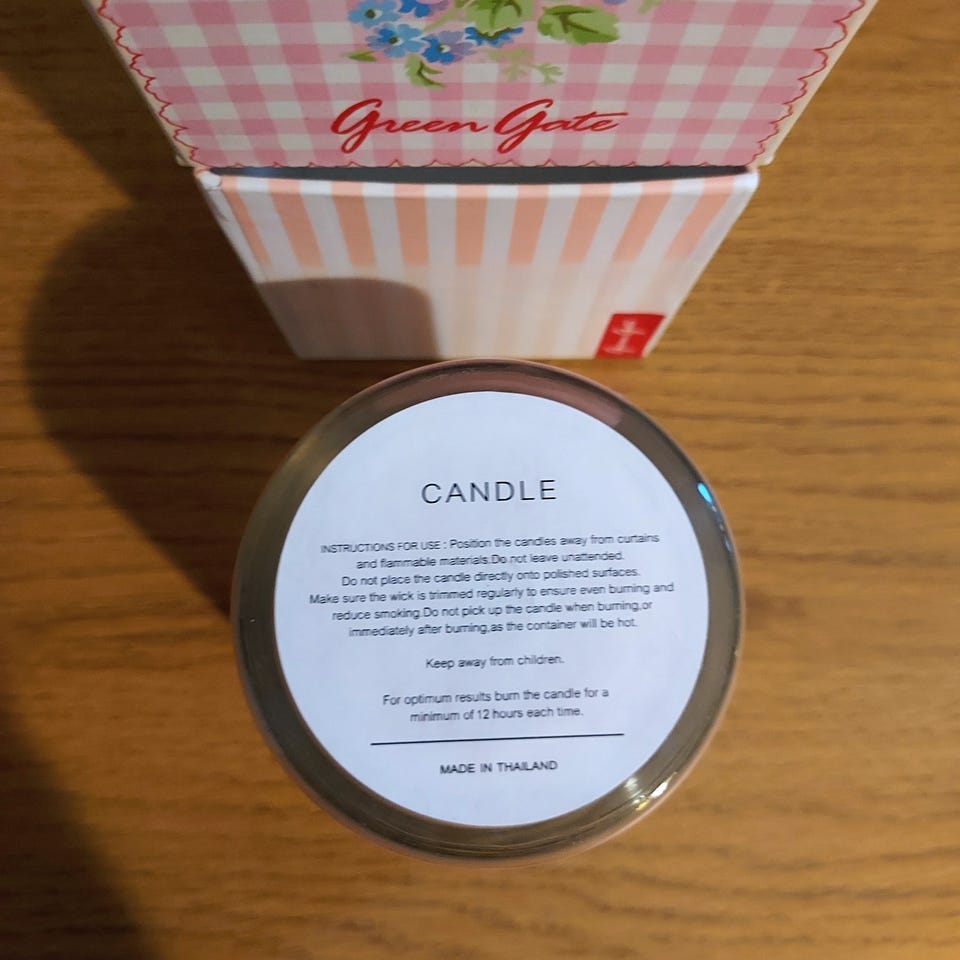 Green Gate
CANDLE
INSTRUCTIONS FOR USE : Position the candles away from curtains
and flammable materials.Do not leave unattended.
Do not place the candle directly onto polished surfaces.
Make sure the wick is trimmed regularly to ensure even burning and
reduce smoking.Do not pick up the candle when burning,or
immediately after burning,as the container will be hot.
Keep away from children.
For optimum results burn the candle for a
minimum of 12 hours each time.
MADE IN THAILAND